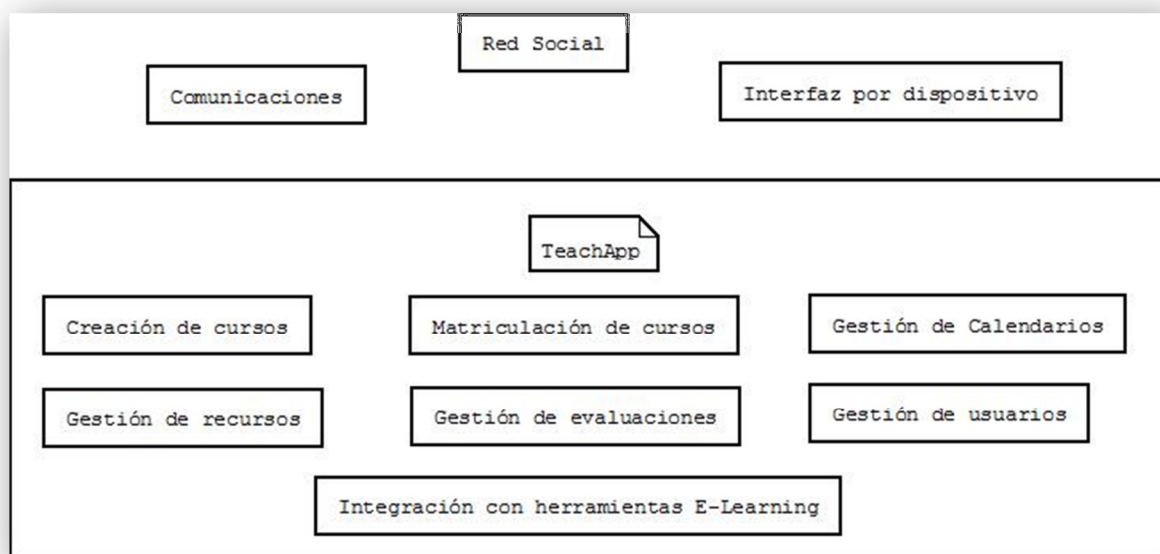 Red Social
Comunicaciones
Interfaz por dispositivo
TeachApp
Creación de cursos
Matriculación de cursos
Gestión de Calendarios
Gestión de recursos
Gestión de evaluaciones
Gestión de usuarios
Integración con herramientas E-Learning